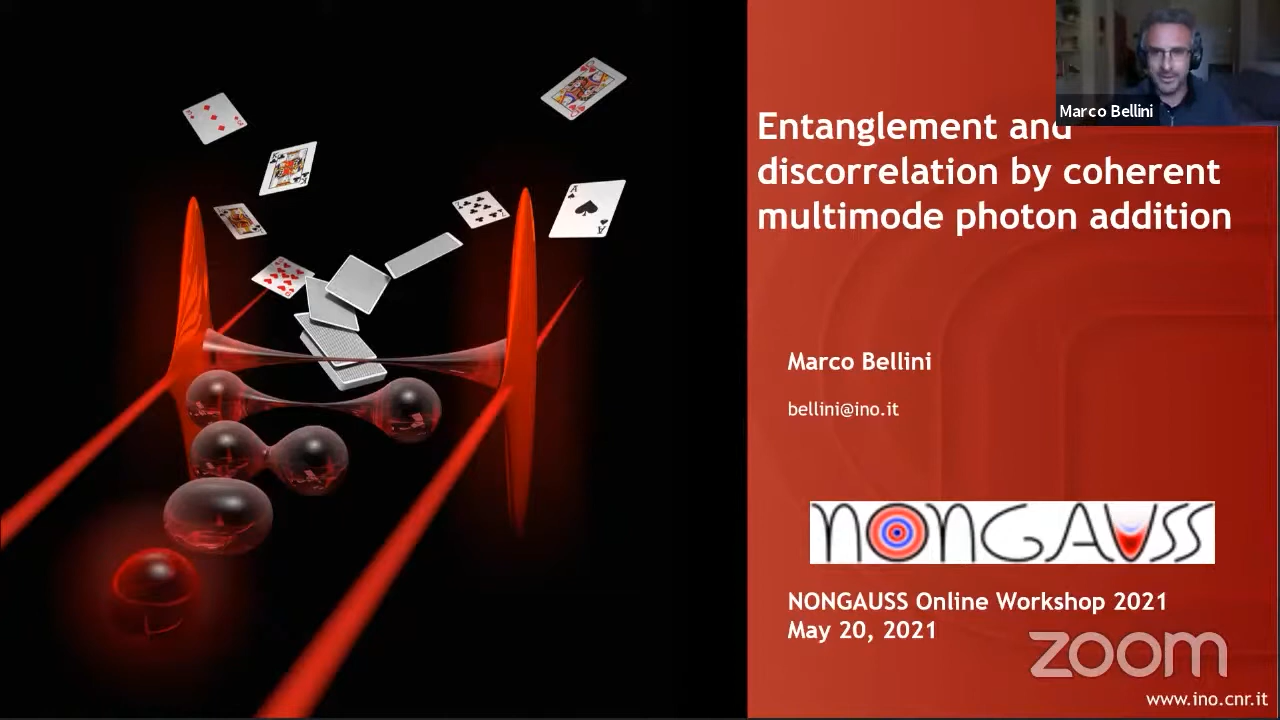 Marco Bellini
Entanglement and
discorrelation by coherent
multimode photon addition
Marco Bellini
bellini@ino.it
NONGAUSS
NONGAUSS Online Workshop 2021
May 20, 2021
zoom
www.ino.cnr.it
A
A